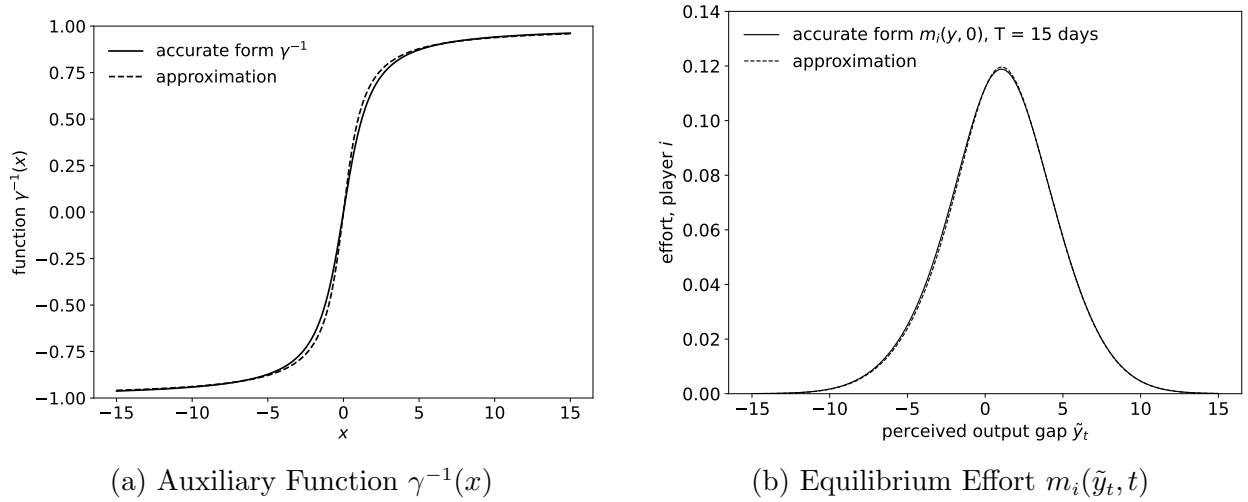 1.00
0.75
0.50
0.25
0.00
−0.25
−0.50
−0.75
−1.00
function γ⁻¹(x)
accurate form γ⁻¹
approximation
−15 −10 −5 0 5 10 15
x
(a) Auxiliary Function γ⁻¹(x)
0.14
0.12
0.10
0.08
0.06
0.04
0.02
0.00
effort, player i
accurate form mᵢ(y, 0), T = 15 days
approximation
−15 −10 −5 0 5 10 15
perceived output gap ỹₜ
(b) Equilibrium Effort mᵢ(ỹₜ, t)